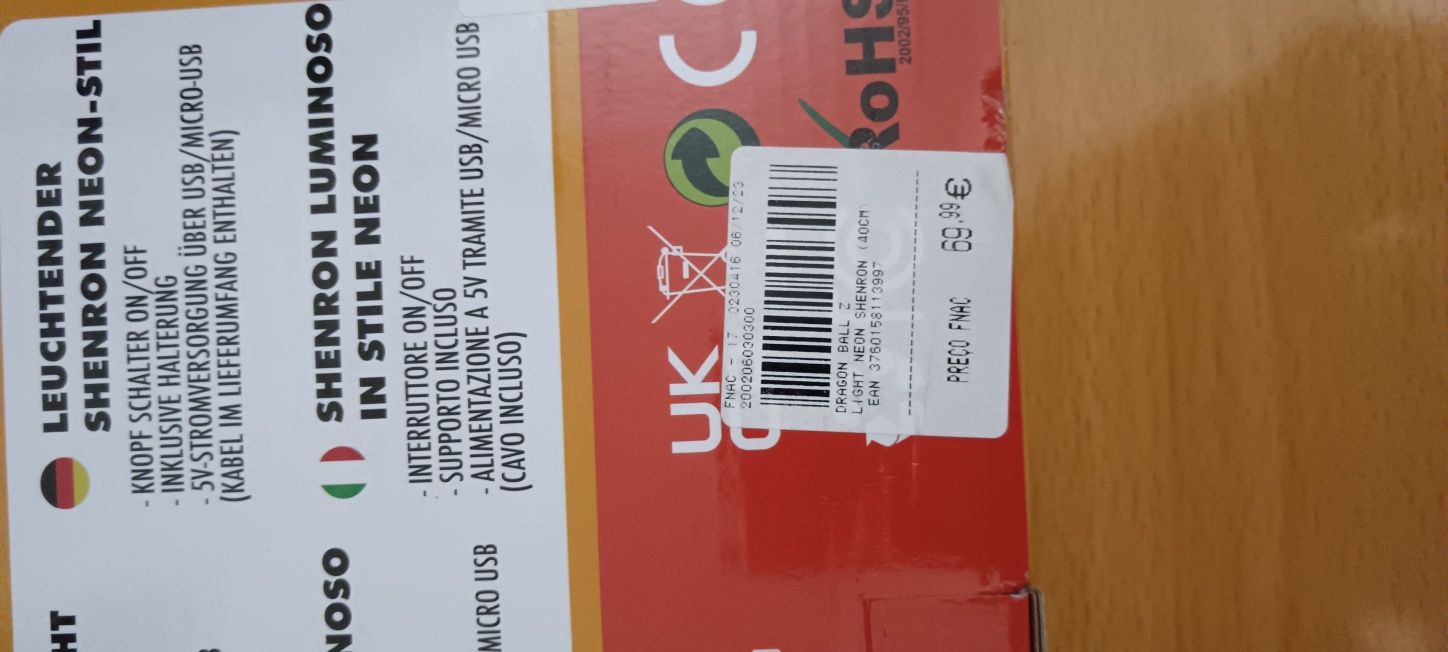 LEUCHTENDER
SHENRON NEON-STIL
- KNOPF SCHALTER ON/OFF
- INKLUSIVE HALTERUNG
- 5V-STROMVERSORGUNG ÜBER USB/MICRO-USB
(KABEL IM LIEFERUMFANG ENTHALTEN)
SHENRON LUMINOSO
IN STILE NEON
- INTERRUTTORE ON/OFF
- SUPPORTO INCLUSO
- ALIMENTAZIONE A 5V TRAMITE USB/MICRO USB
(CAVO INCLUSO)
HT
NOSO
MICRO USB
UK
RoHS
2002/95/
FNAC - 17 0230416 06/12/23
200206030300
DRAGON BALL Z
LIGHT NEON SHENRON (40CM)
EAN 3760158113997
PREÇO FNAC 69,99€